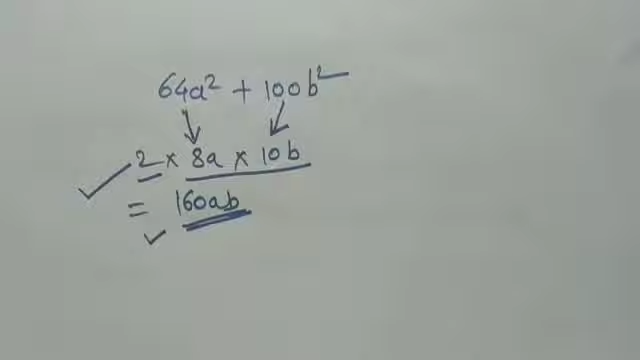 64a² + 100b²
2 × 8a × 10b
= 160ab